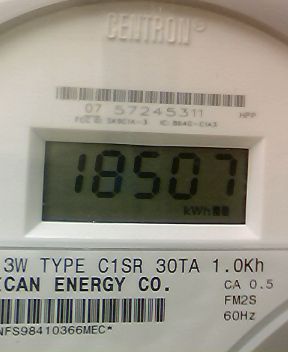 CENTRON®
07 57245311 HPP
18507
kWh
3W TYPE C1SR 30TA 1.0Kh
ICAN ENERGY CO. CA 0.5
FM2S
60Hz
NFS98410366MEC*